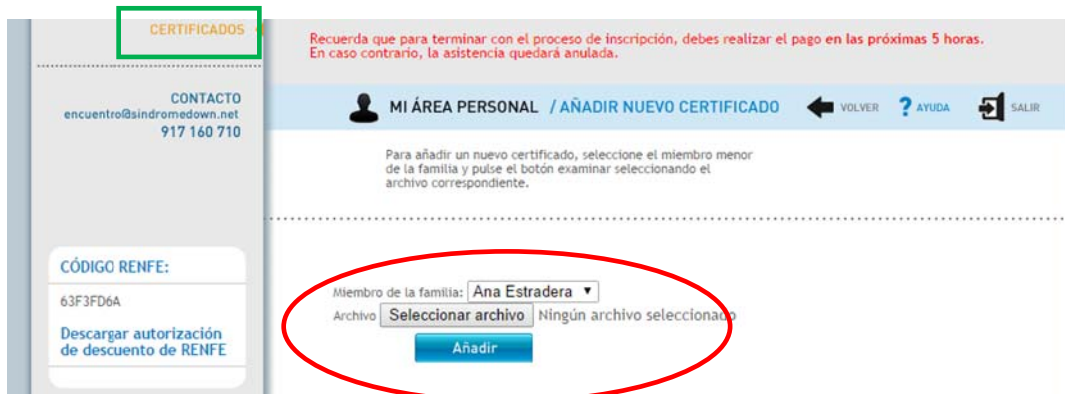 CERTIFICADOS
CONTACTO
encuentro@sindromedown.net
917 160 710
CÓDIGO RENFE:
63F3FD6A
Descargar autorización
de descuento de RENFE
Recuerda que para terminar con el proceso de inscripción, debes realizar el pago en las próximas 5 horas.
En caso contrario, la asistencia quedará anulada.
MI ÁREA PERSONAL / AÑADIR NUEVO CERTIFICADO VOLVER ? AYUDA SALIR
Para añadir un nuevo certificado, seleccione el miembro menor
de la familia y pulse el botón examinar seleccionando el
archivo correspondiente.
Miembro de la familia: Ana Estradera
Archivo Seleccionar archivo Ningún archivo seleccionado
Añadir